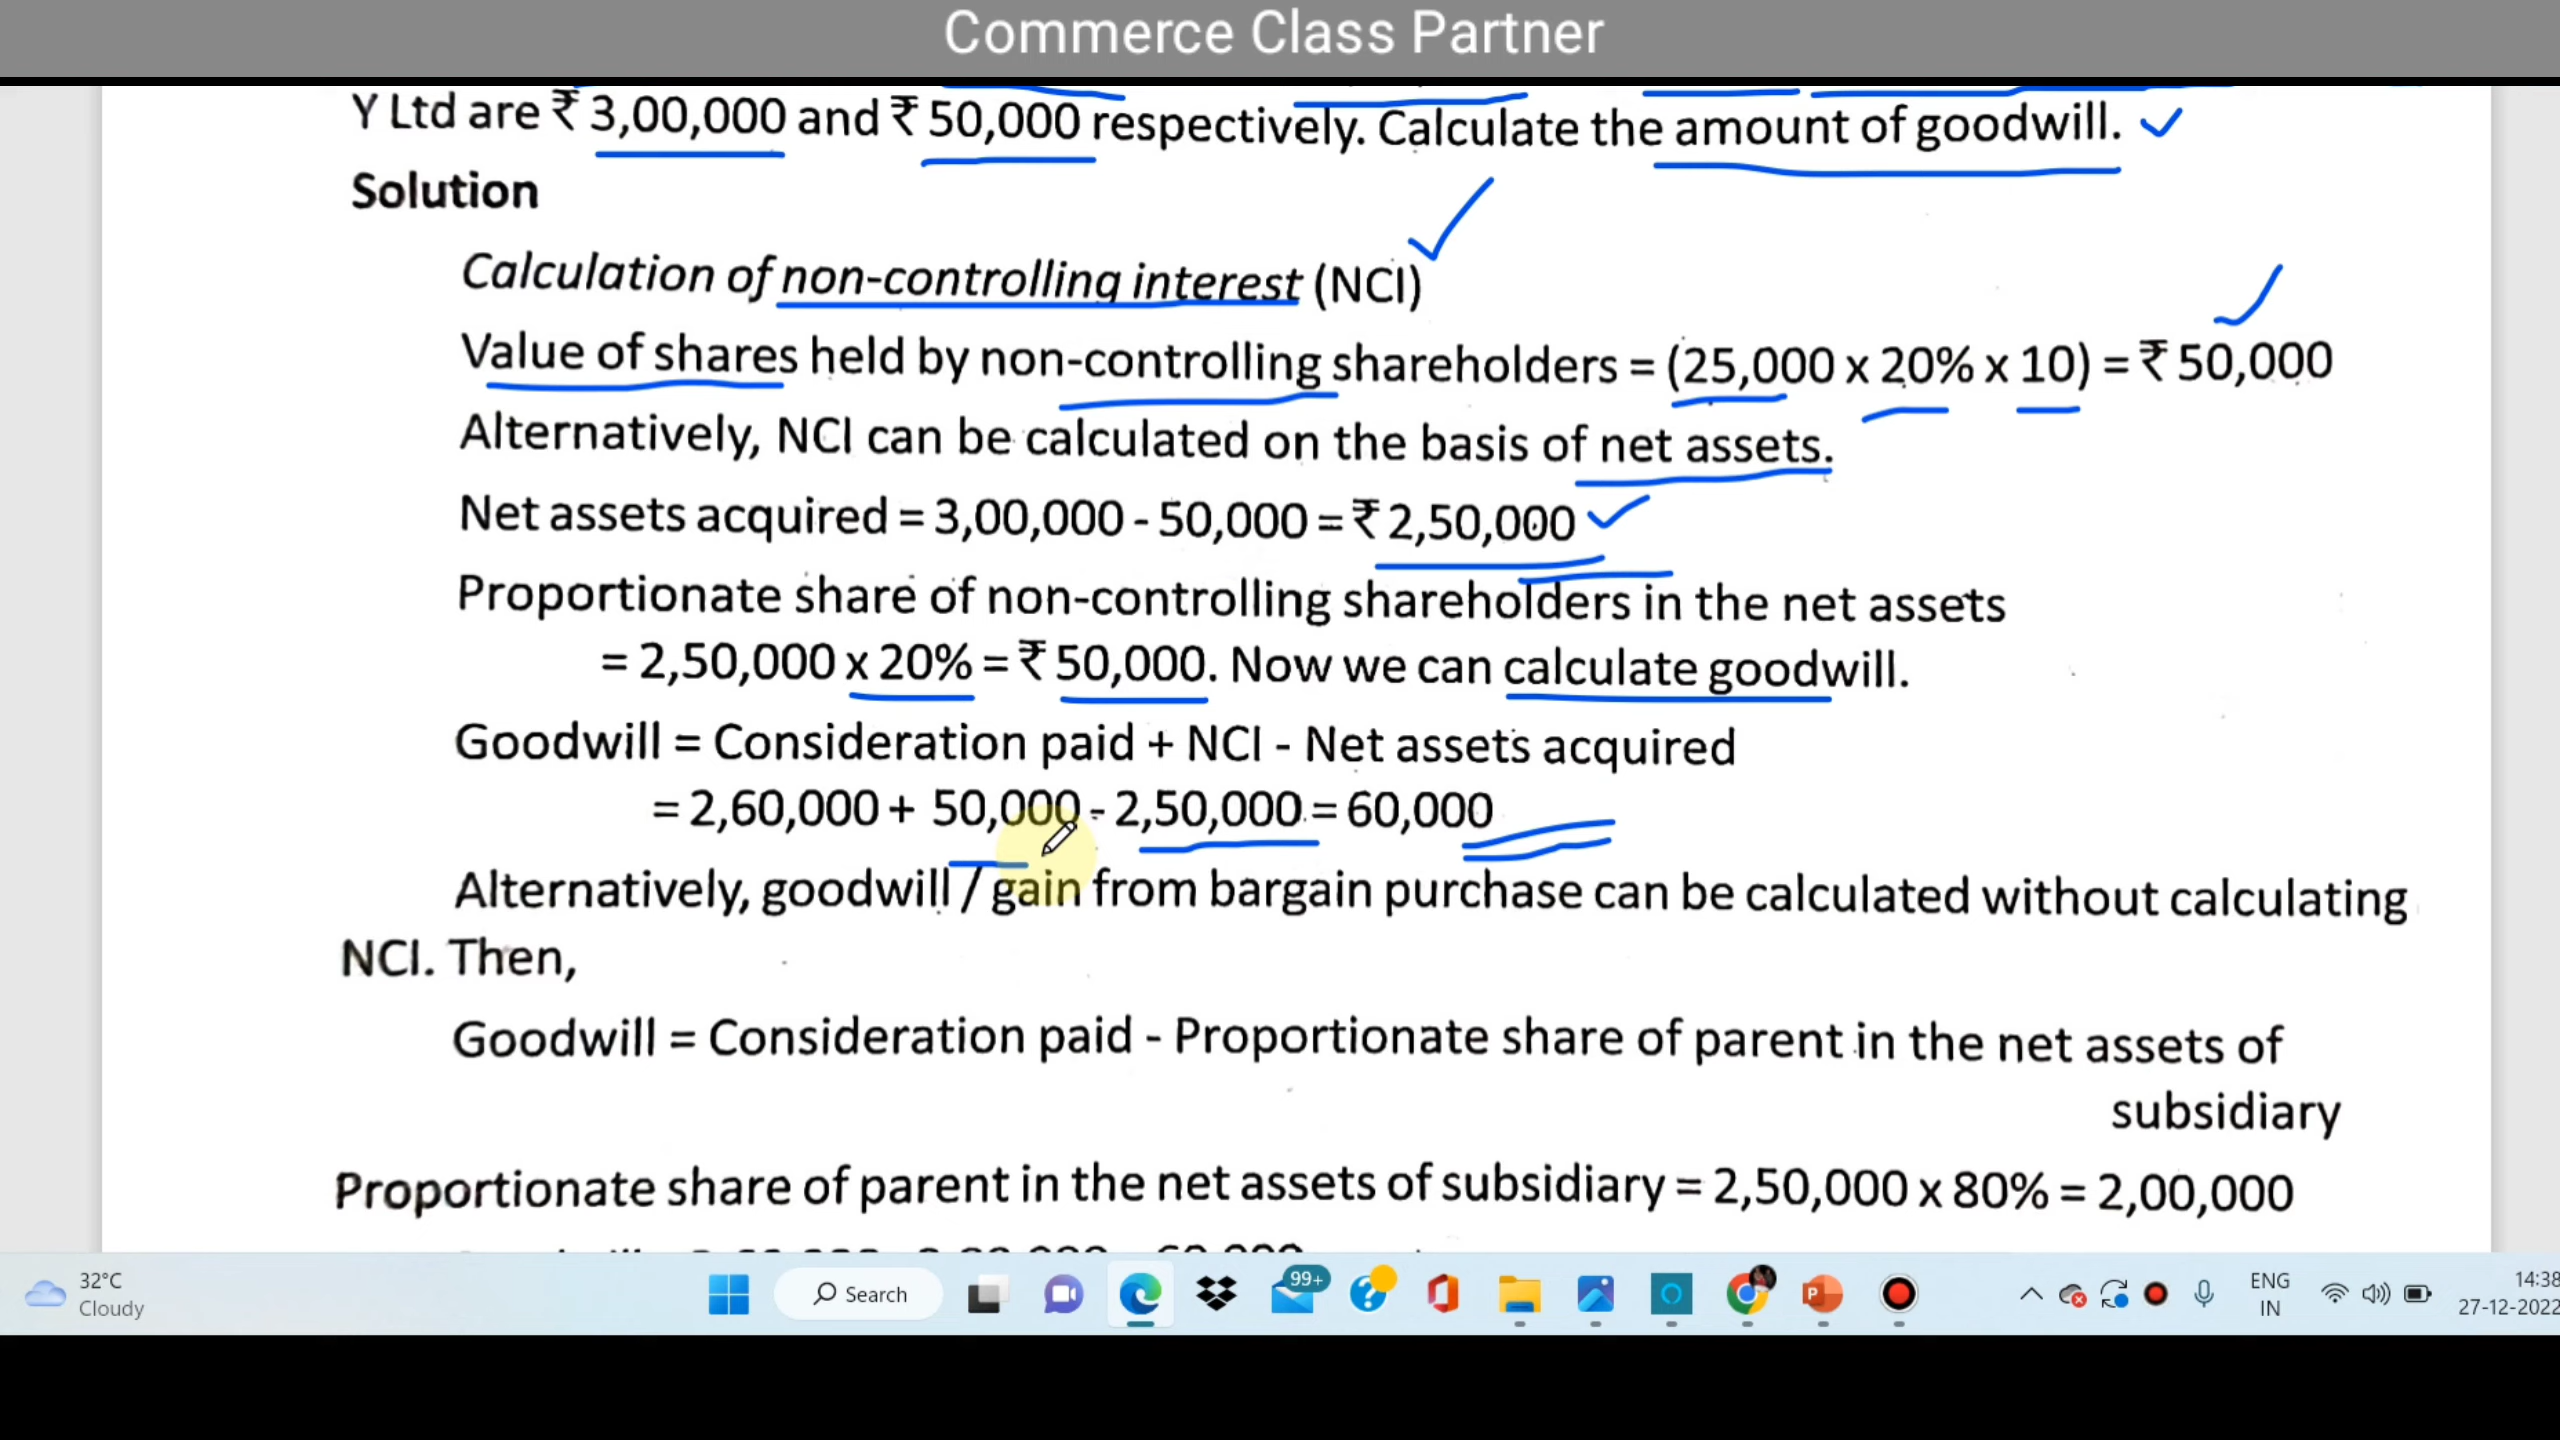 Commerce Class Partner
Y Ltd are ₹ 3,00,000 and ₹ 50,000 respectively. Calculate the amount of goodwill.
Solution
Calculation of non-controlling interest (NCI)
Value of shares held by non-controlling shareholders = (25,000 x 20% x 10) = ₹ 50,000
Alternatively, NCI can be calculated on the basis of net assets.
Net assets acquired = 3,00,000 - 50,000 = ₹ 2,50,000
Proportionate share of non-controlling shareholders in the net assets
= 2,50,000 x 20% = ₹ 50,000. Now we can calculate goodwill.
Goodwill = Consideration paid + NCI - Net assets acquired
= 2,60,000 + 50,000 - 2,50,000 = 60,000
Alternatively, goodwill / gain from bargain purchase can be calculated without calculating
NCI. Then,
Goodwill = Consideration paid - Proportionate share of parent in the net assets of
subsidiary
Proportionate share of parent in the net assets of subsidiary = 2,50,000 x 80% = 2,00,000
32°C
Cloudy
Search
99+
ENG
IN
14:38
27-12-2022